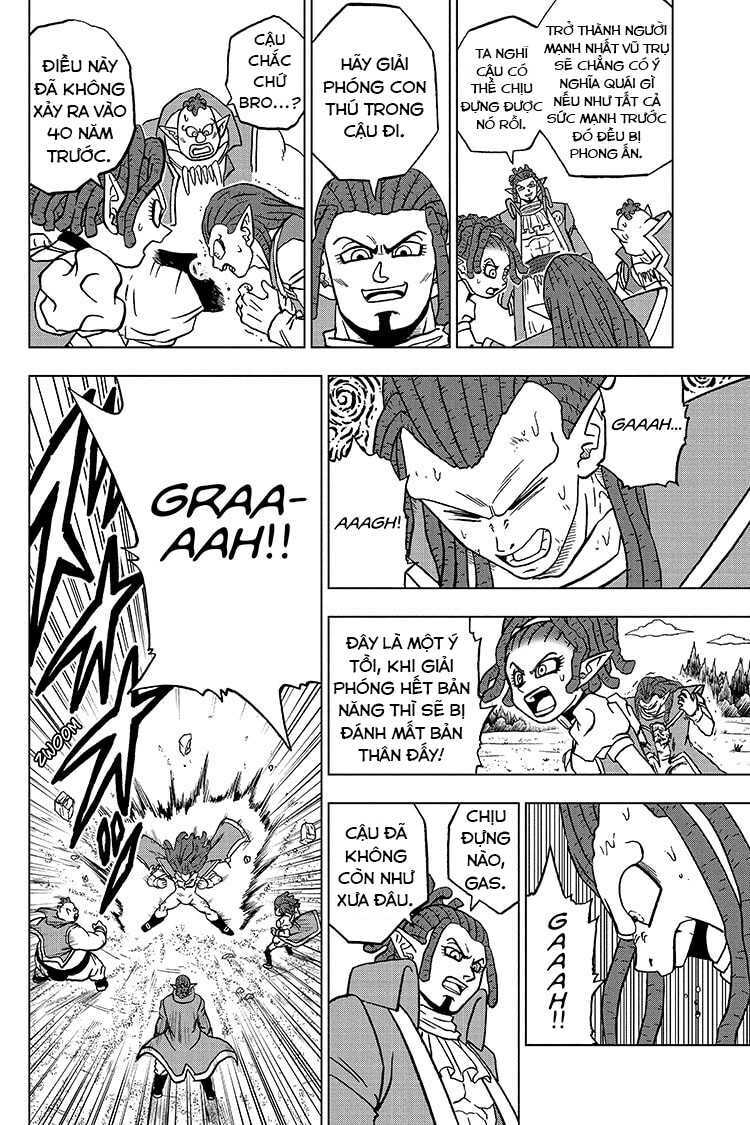 TRỞ THÀNH NGƯỜI
MẠNH NHẤT VŨ TRỤ
SẼ CHẲNG CÓ Ý
NGHĨA QUÁI GÌ
NẾU NHƯ TẤT CẢ
SỨC MẠNH TRƯỚC
ĐÓ ĐỀU BỊ
PHONG ẤN.
TA NGHĨ
CẬU CÓ
THỂ CHỊU
ĐỰNG ĐƯỢC
NÓ RỒI.
HÃY GIẢI
PHÓNG CON
THÚ TRONG
CẬU ĐI.
CẬU
CHẮC
CHỨ
BRO...?
ĐIỀU NÀY
ĐÃ KHÔNG
XẢY RA VÀO
40 NĂM
TRƯỚC.
GAAAH...
AAAGH!
ĐÂY LÀ MỘT Ý
TỒI, KHI GIẢI
PHÓNG HẾT BẢN
NĂNG THÌ SẼ BỊ
ĐÁNH MẤT BẢN
THÂN ĐẤY!
GAAAH!!
CHỊU
ĐỰNG
NÀO,
GAS.
CẬU ĐÃ
KHÔNG
CÒN NHƯ
XƯA ĐÂU.
GRAA-
AAH!!
ZWOOM